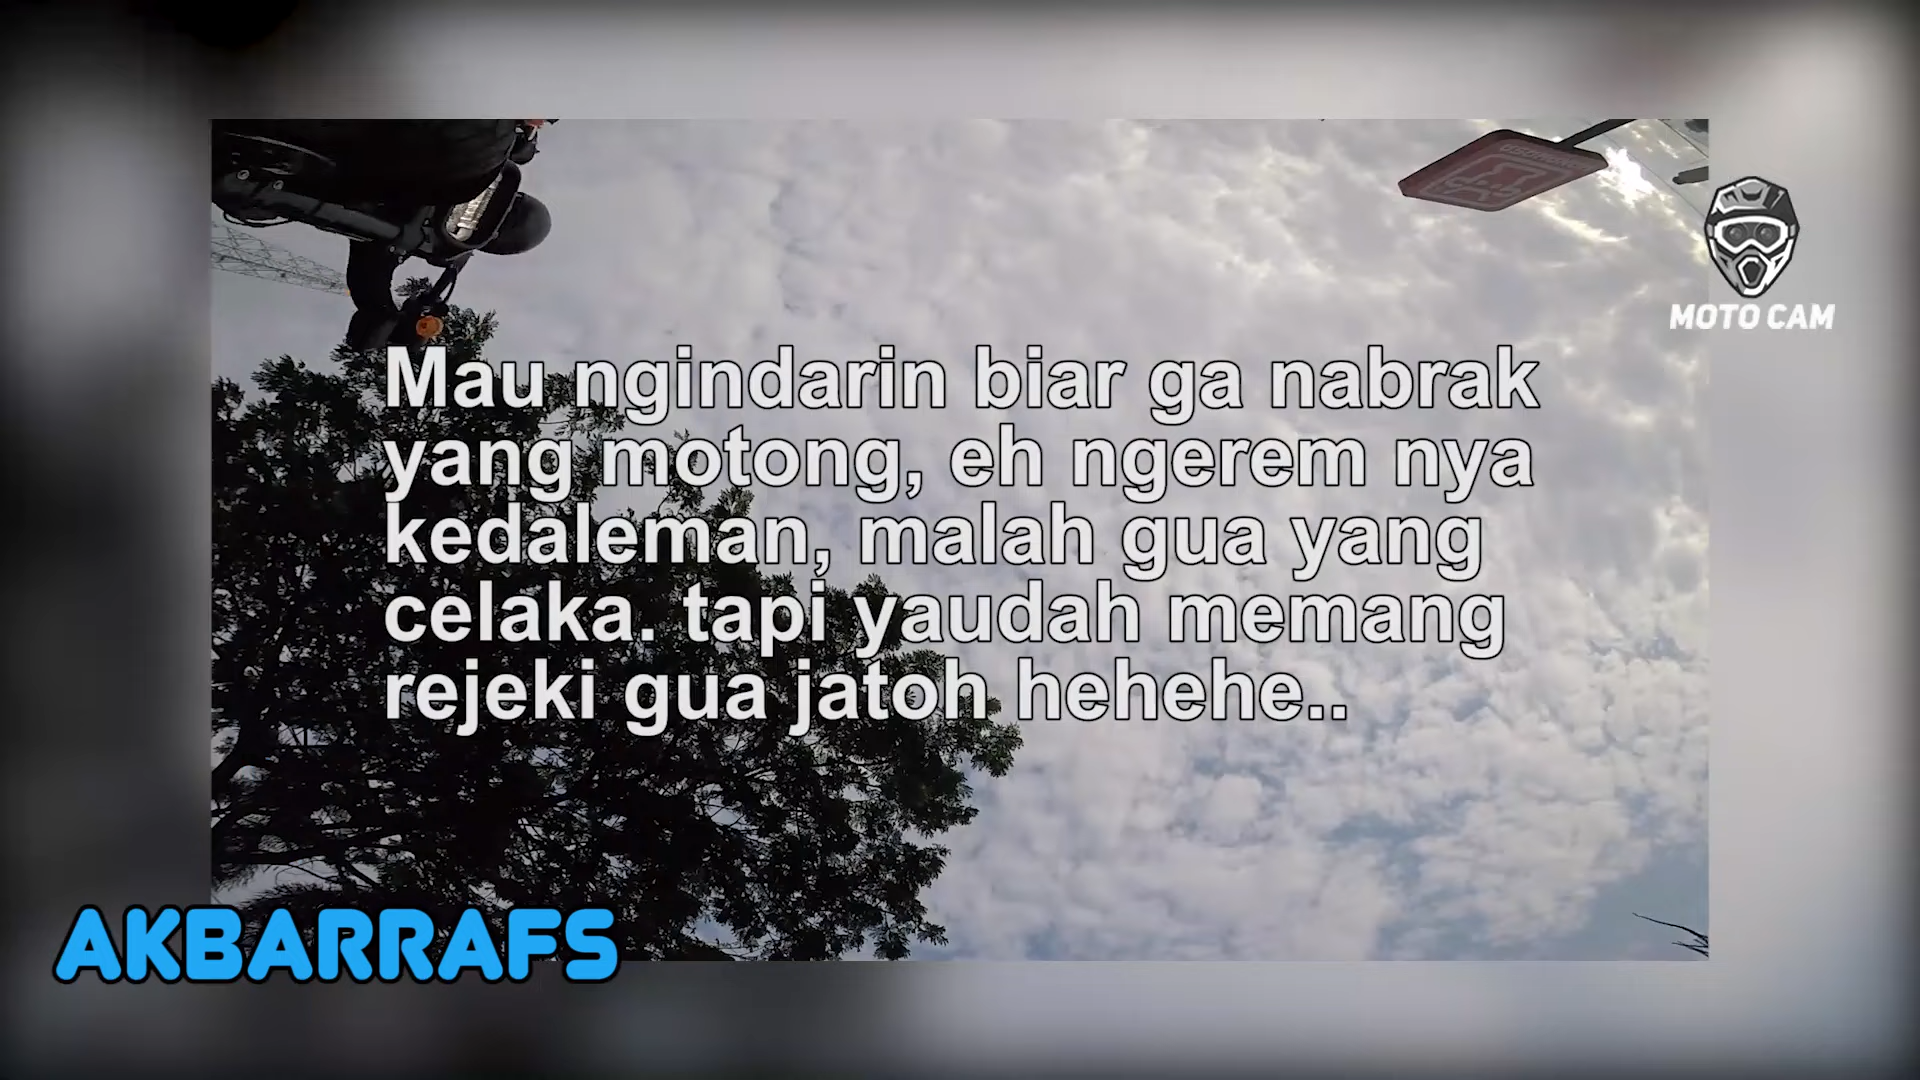 MOTO CAM
Mau ngindarin biar ga nabrak
yang motong, eh ngerem nya
kedaleman, malah gua yang
celaka. tapi yaudah memang
rejeki gua jatoh hehehe..
AKBARRAFS